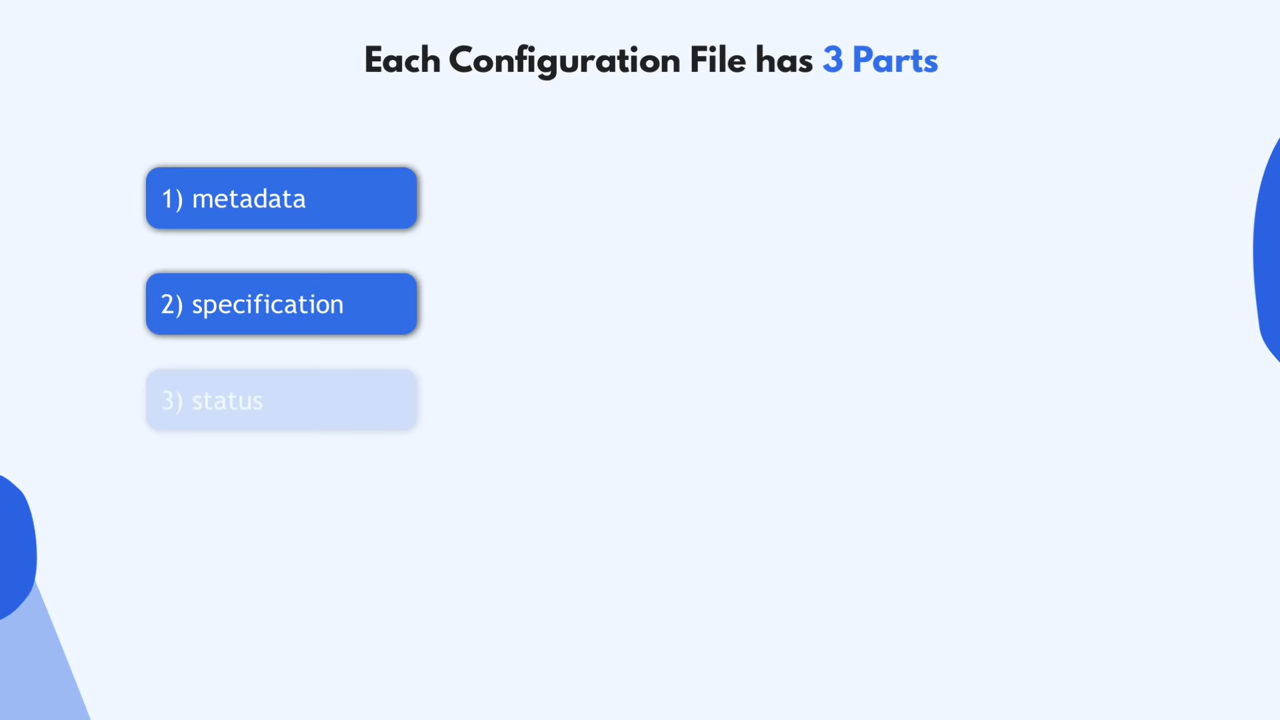 Each Configuration File has 3 Parts
1) metadata
2) specification
3) status